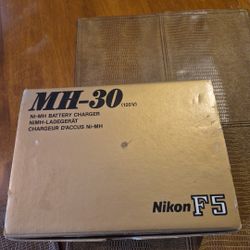 MH-30 (120V)
Ni-MH BATTERY CHARGER
NiMH-LADEGERÄT
CHARGEUR D'ACCUS Ni-MH
Nikon F5